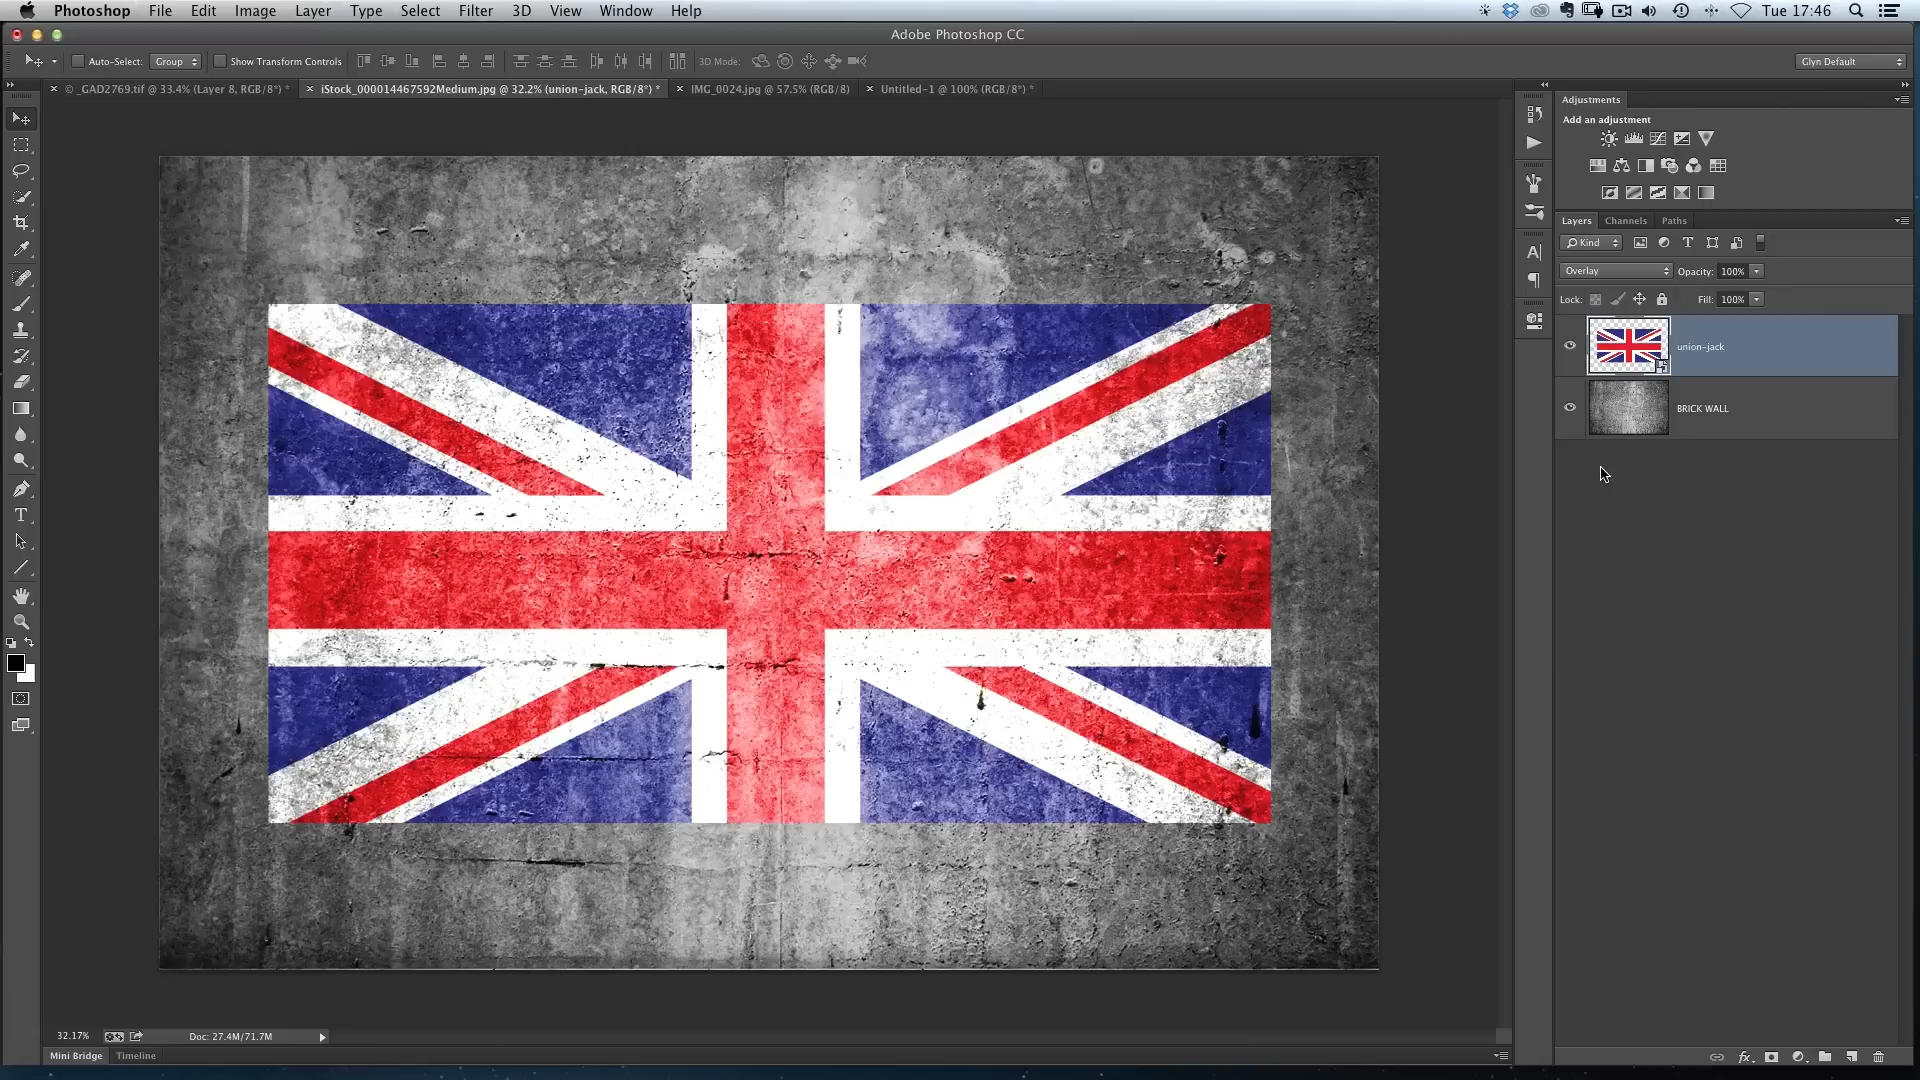 Photoshop File Edit Image Layer Type Select Filter 3D View Window Help Tue 17:46
Adobe Photoshop CC
Auto-Select: Group Show Transform Controls 3D Mode: Glyn Default
© _GAD2769.tif @ 33.4% (Layer 8, RGB/8*) * iStock_000014467592Medium.jpg @ 32.2% (union-jack, RGB/8*) * IMG_0024.jpg @ 57.5% (RGB/8) Untitled-1 @ 100% (RGB/8*) *
Adjustments
Add an adjustment
Layers Channels Paths
Kind
Overlay Opacity: 100%
Lock: Fill: 100%
union-jack
BRICK WALL
32.17% Doc: 27.4M/71.7M
Mini Bridge Timeline